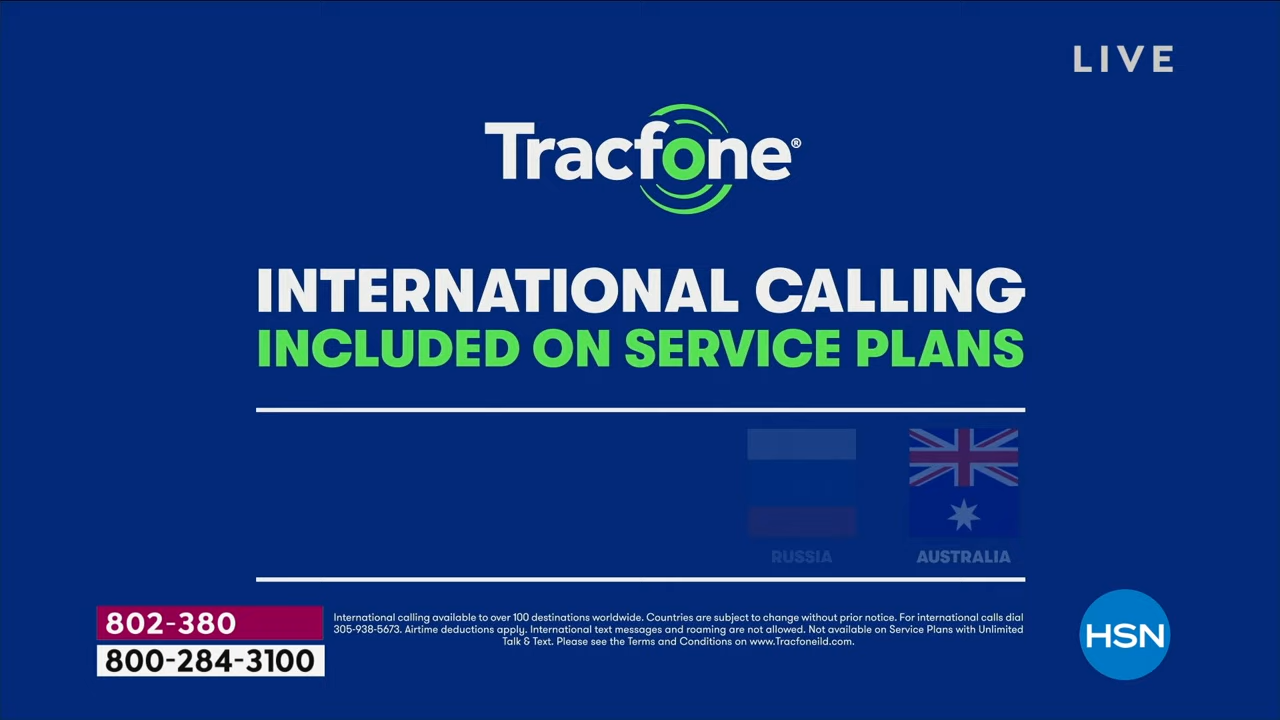 LIVE
Tracfone®
INTERNATIONAL CALLING
INCLUDED ON SERVICE PLANS
RUSSIA
AUSTRALIA
802-380
800-284-3100
International calling available to over 100 destinations worldwide. Countries are subject to change without prior notice. For international calls dial
305-938-5673. Airtime deductions apply. International text messages and roaming are not allowed. Not available on Service Plans with Unlimited
Talk & Text. Please see the Terms and Conditions on www.Tracfoneild.com.
HSN